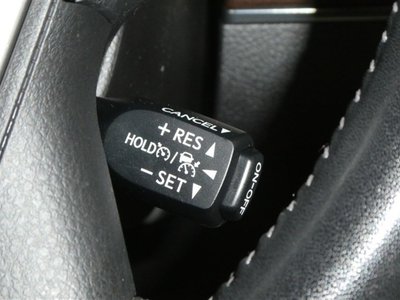 CANCEL
+ RES
HOLD /
− SET
ON-OFF